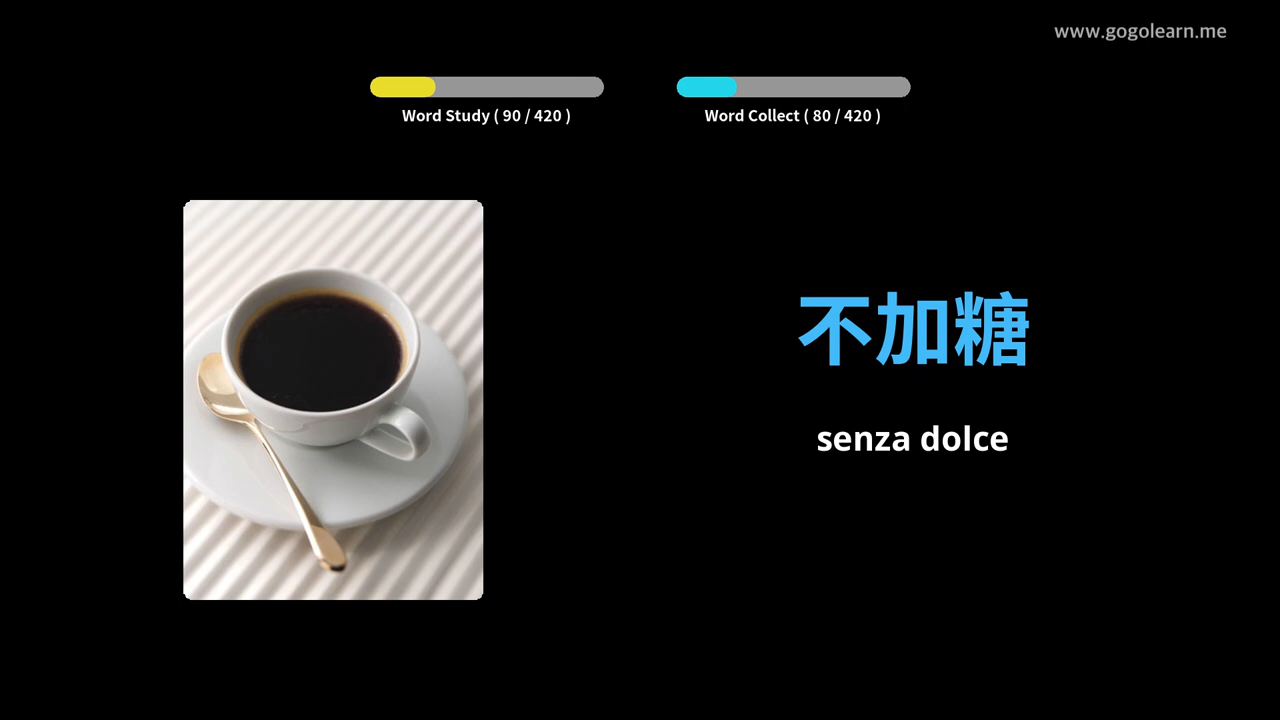 www.gogolearn.me
Word Study ( 90 / 420 )
Word Collect ( 80 / 420 )
不加糖
senza dolce